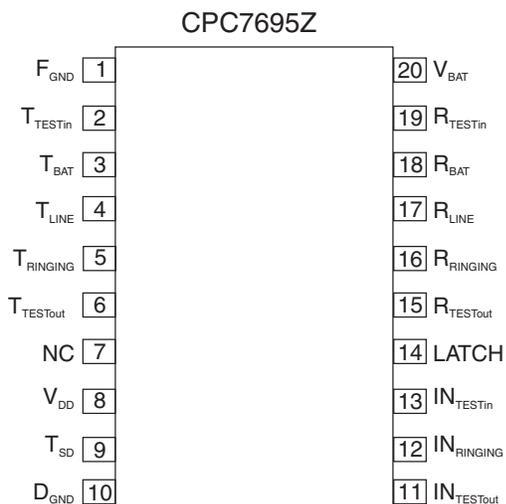 CPC7695Z
F_GND 1
20 V_BAT
T_TESTin 2
19 R_TESTin
T_BAT 3
18 R_BAT
T_LINE 4
17 R_LINE
T_RINGING 5
16 R_RINGING
T_TESTout 6
15 R_TESTout
NC 7
14 LATCH
V_DD 8
13 IN_TESTin
T_SD 9
12 IN_RINGING
D_GND 10
11 IN_TESTout